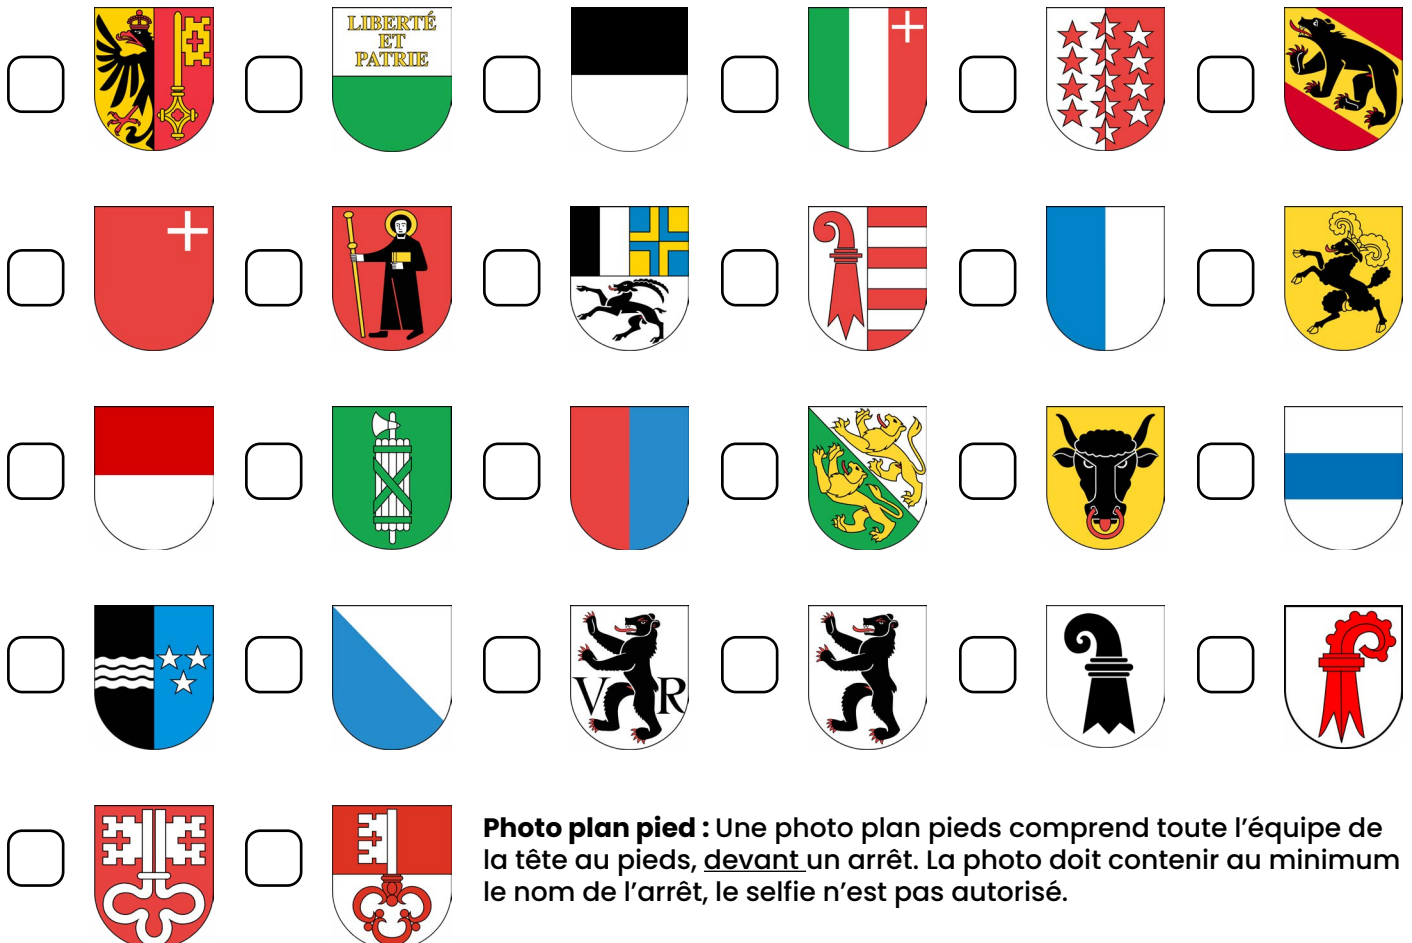 LIBERTÉ
ET
PATRIE
V R
Photo plan pied : Une photo plan pieds comprend toute l’équipe de
la tête au pieds, devant un arrêt. La photo doit contenir au minimum
le nom de l’arrêt, le selfie n’est pas autorisé.